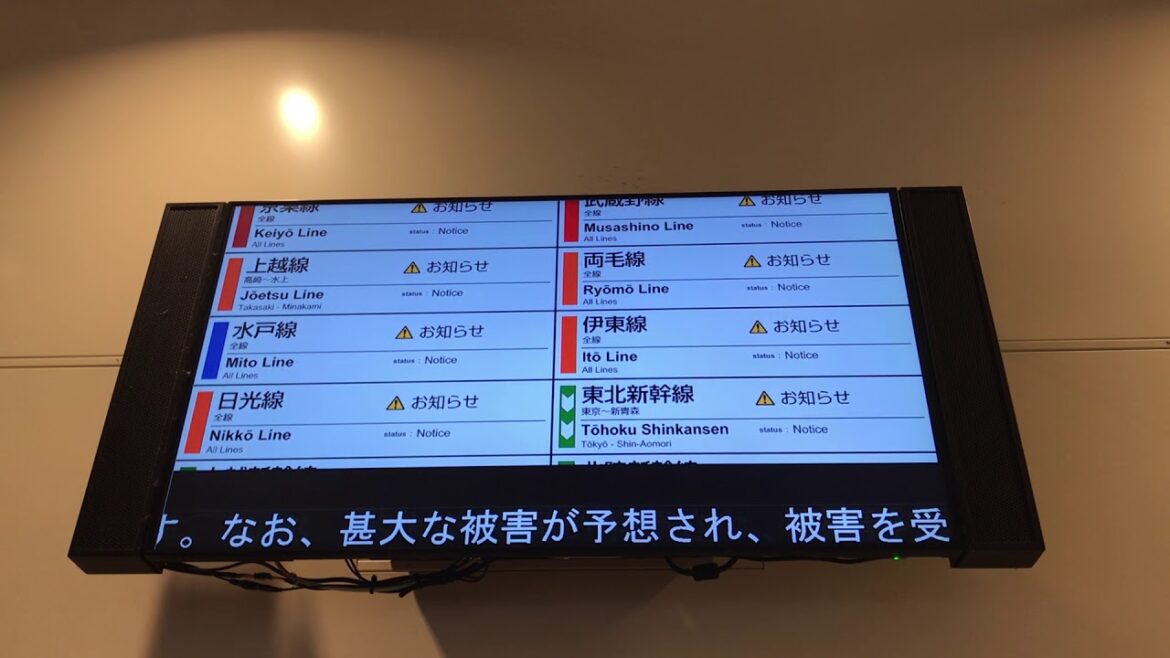 京葉線
全線
お知らせ
Keiyō Line
status : Notice
All Lines
武蔵野線
全線
お知らせ
Musashino Line
status : Notice
All Lines
上越線
高崎～水上
お知らせ
Jōetsu Line
status : Notice
Takasaki - Minakami
両毛線
全線
お知らせ
Ryōmō Line
status : Notice
All Lines
水戸線
全線
お知らせ
Mito Line
status : Notice
All Lines
伊東線
全線
お知らせ
Itō Line
status : Notice
All Lines
日光線
全線
お知らせ
Nikkō Line
status : Notice
All Lines
東北新幹線
東京～新青森
お知らせ
Tōhoku Shinkansen
status : Notice
Tōkyō - Shin-Aomori
す。なお、甚大な被害が予想され、被害を受